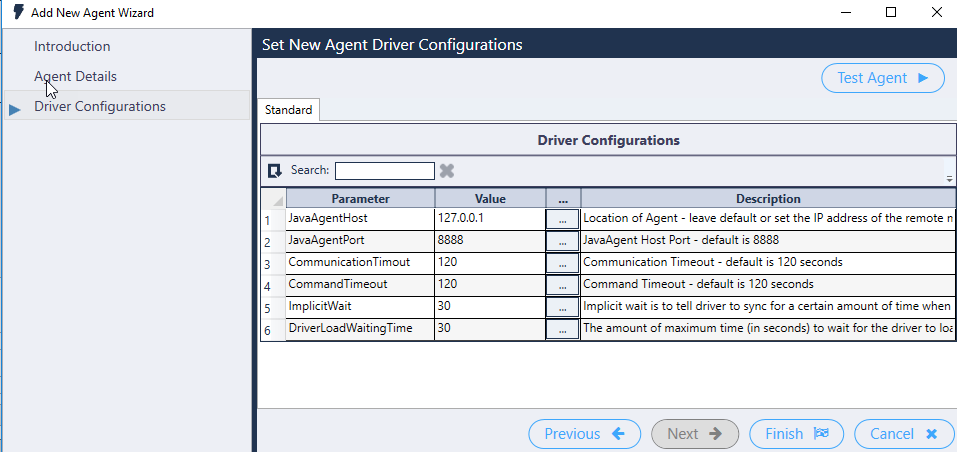 Add New Agent Wizard
Introduction
Agent Details
Driver Configurations
Set New Agent Driver Configurations
Test Agent
Standard
Driver Configurations
Search:
Parameter Value ... Description
1 JavaAgentHost 127.0.0.1 ... Location of Agent - leave default or set the IP address of the remote
2 JavaAgentPort 8888 ... JavaAgent Host Port - default is 8888
3 CommunicationTimout 120 ... Communication Timeout - default is 120 seconds
4 CommandTimeout 120 ... Command Timeout - default is 120 seconds
5 ImplicitWait 30 ... Implicit wait is to tell driver to sync for a certain amount of time when
6 DriverLoadWaitingTime 30 ... The amount of maximum time (in seconds) to wait for the driver to
Previous Next Finish Cancel